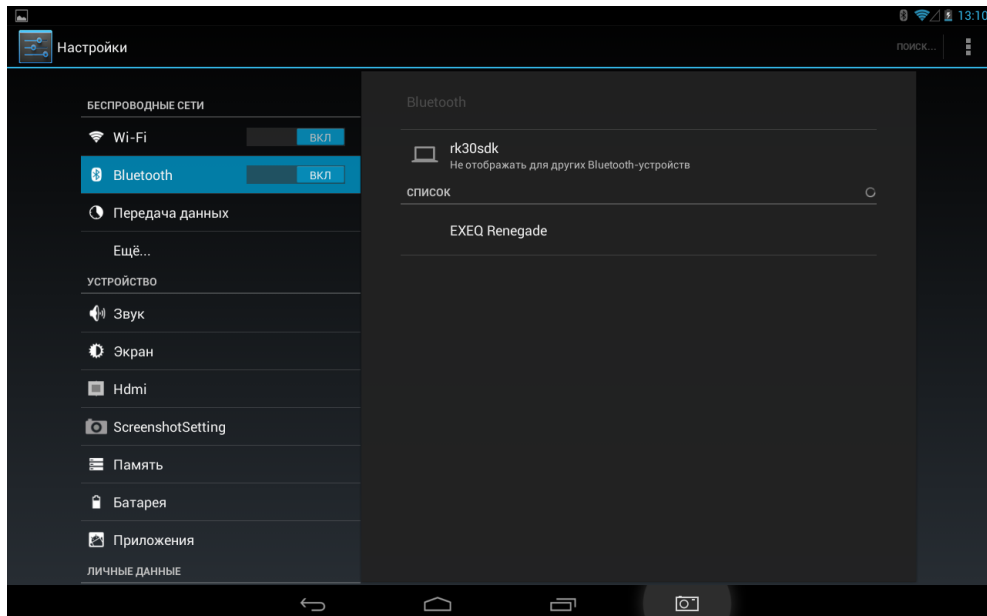 13:10
Настройки
ПОИСК...
БЕСПРОВОДНЫЕ СЕТИ
Wi-Fi
ВКЛ
Bluetooth
ВКЛ
Передача данных
Ещё...
УСТРОЙСТВО
Звук
Экран
Hdmi
ScreenshotSetting
Память
Батарея
Приложения
ЛИЧНЫЕ ДАННЫЕ
Bluetooth
rk30sdk
Не отображать для других Bluetooth-устройств
СПИСОК
EXEQ Renegade